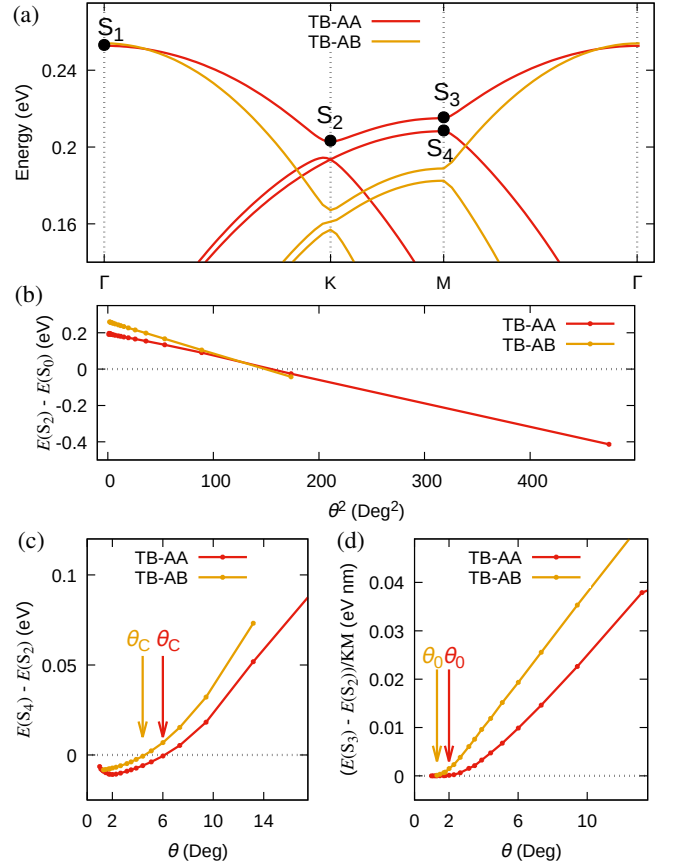 (a)
TB-AA
TB-AB
S1
S2
S3
S4
Energy (eV)
0.24
0.2
0.16
Γ K M Γ
(b)
TB-AA
TB-AB
E(S2) - E(S0) (eV)
0.2
0
-0.2
-0.4
0 100 200 300 400
θ² (Deg²)
(c)
TB-AA
TB-AB
θC θC
E(S4) - E(S2) (eV)
0.1
0.05
0
0 2 6 10 14
θ (Deg)
(d)
TB-AA
TB-AB
θ0 θ0
(E(S3) - E(S2))/KM (eV nm)
0.04
0.03
0.02
0.01
0
0 2 6 10
θ (Deg)